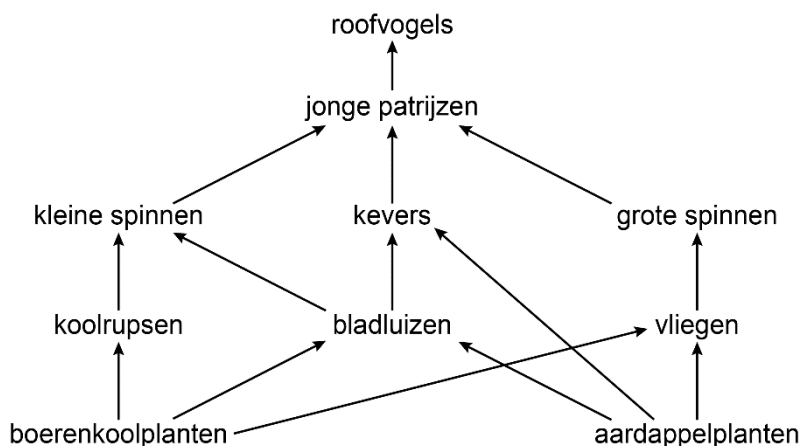 roofvogels
jonge patrijzen
kleine spinnen kevers grote spinnen
koolrupsen bladluizen vliegen
boerenkoolplanten aardappelplanten